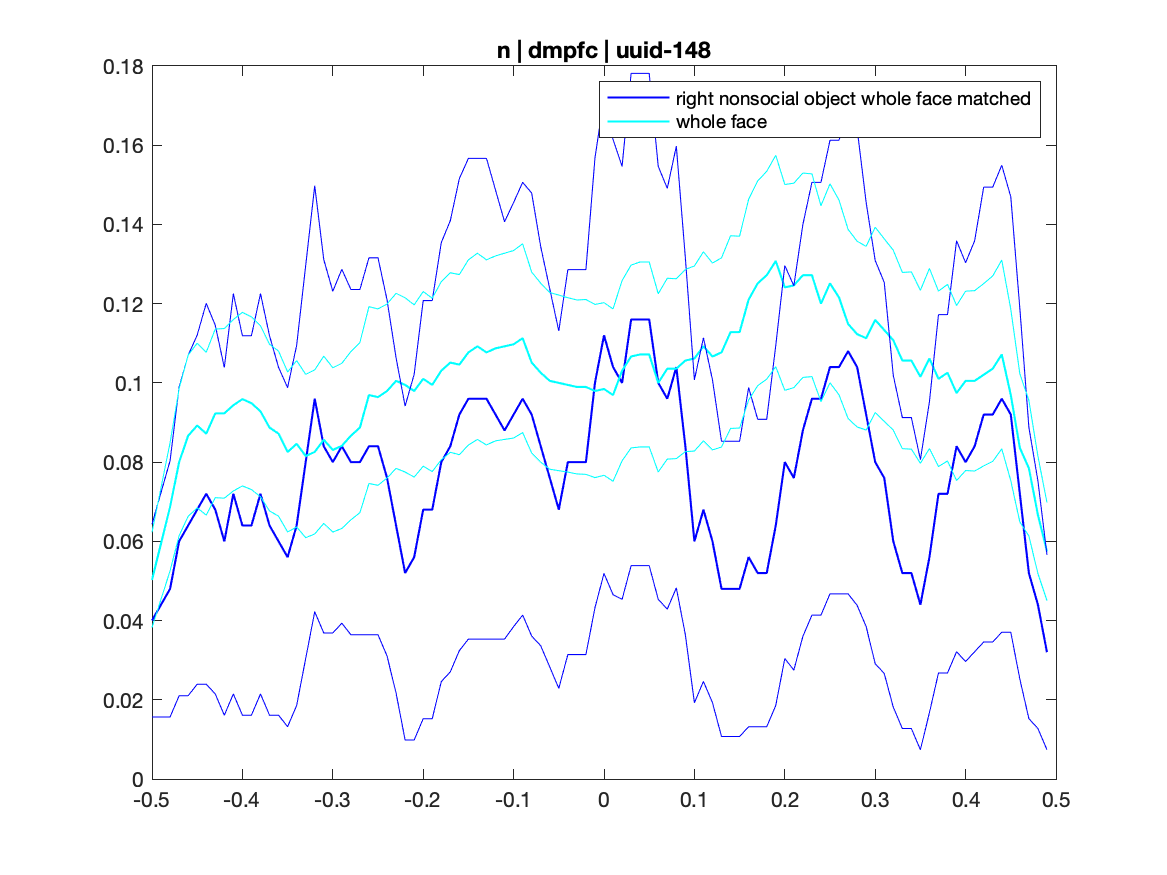 n | dmpfc | uuid-148
right nonsocial object whole face matched
whole face
0.18
0.16
0.14
0.12
0.1
0.08
0.06
0.04
0.02
0
-0.5 -0.4 -0.3 -0.2 -0.1 0 0.1 0.2 0.3 0.4 0.5